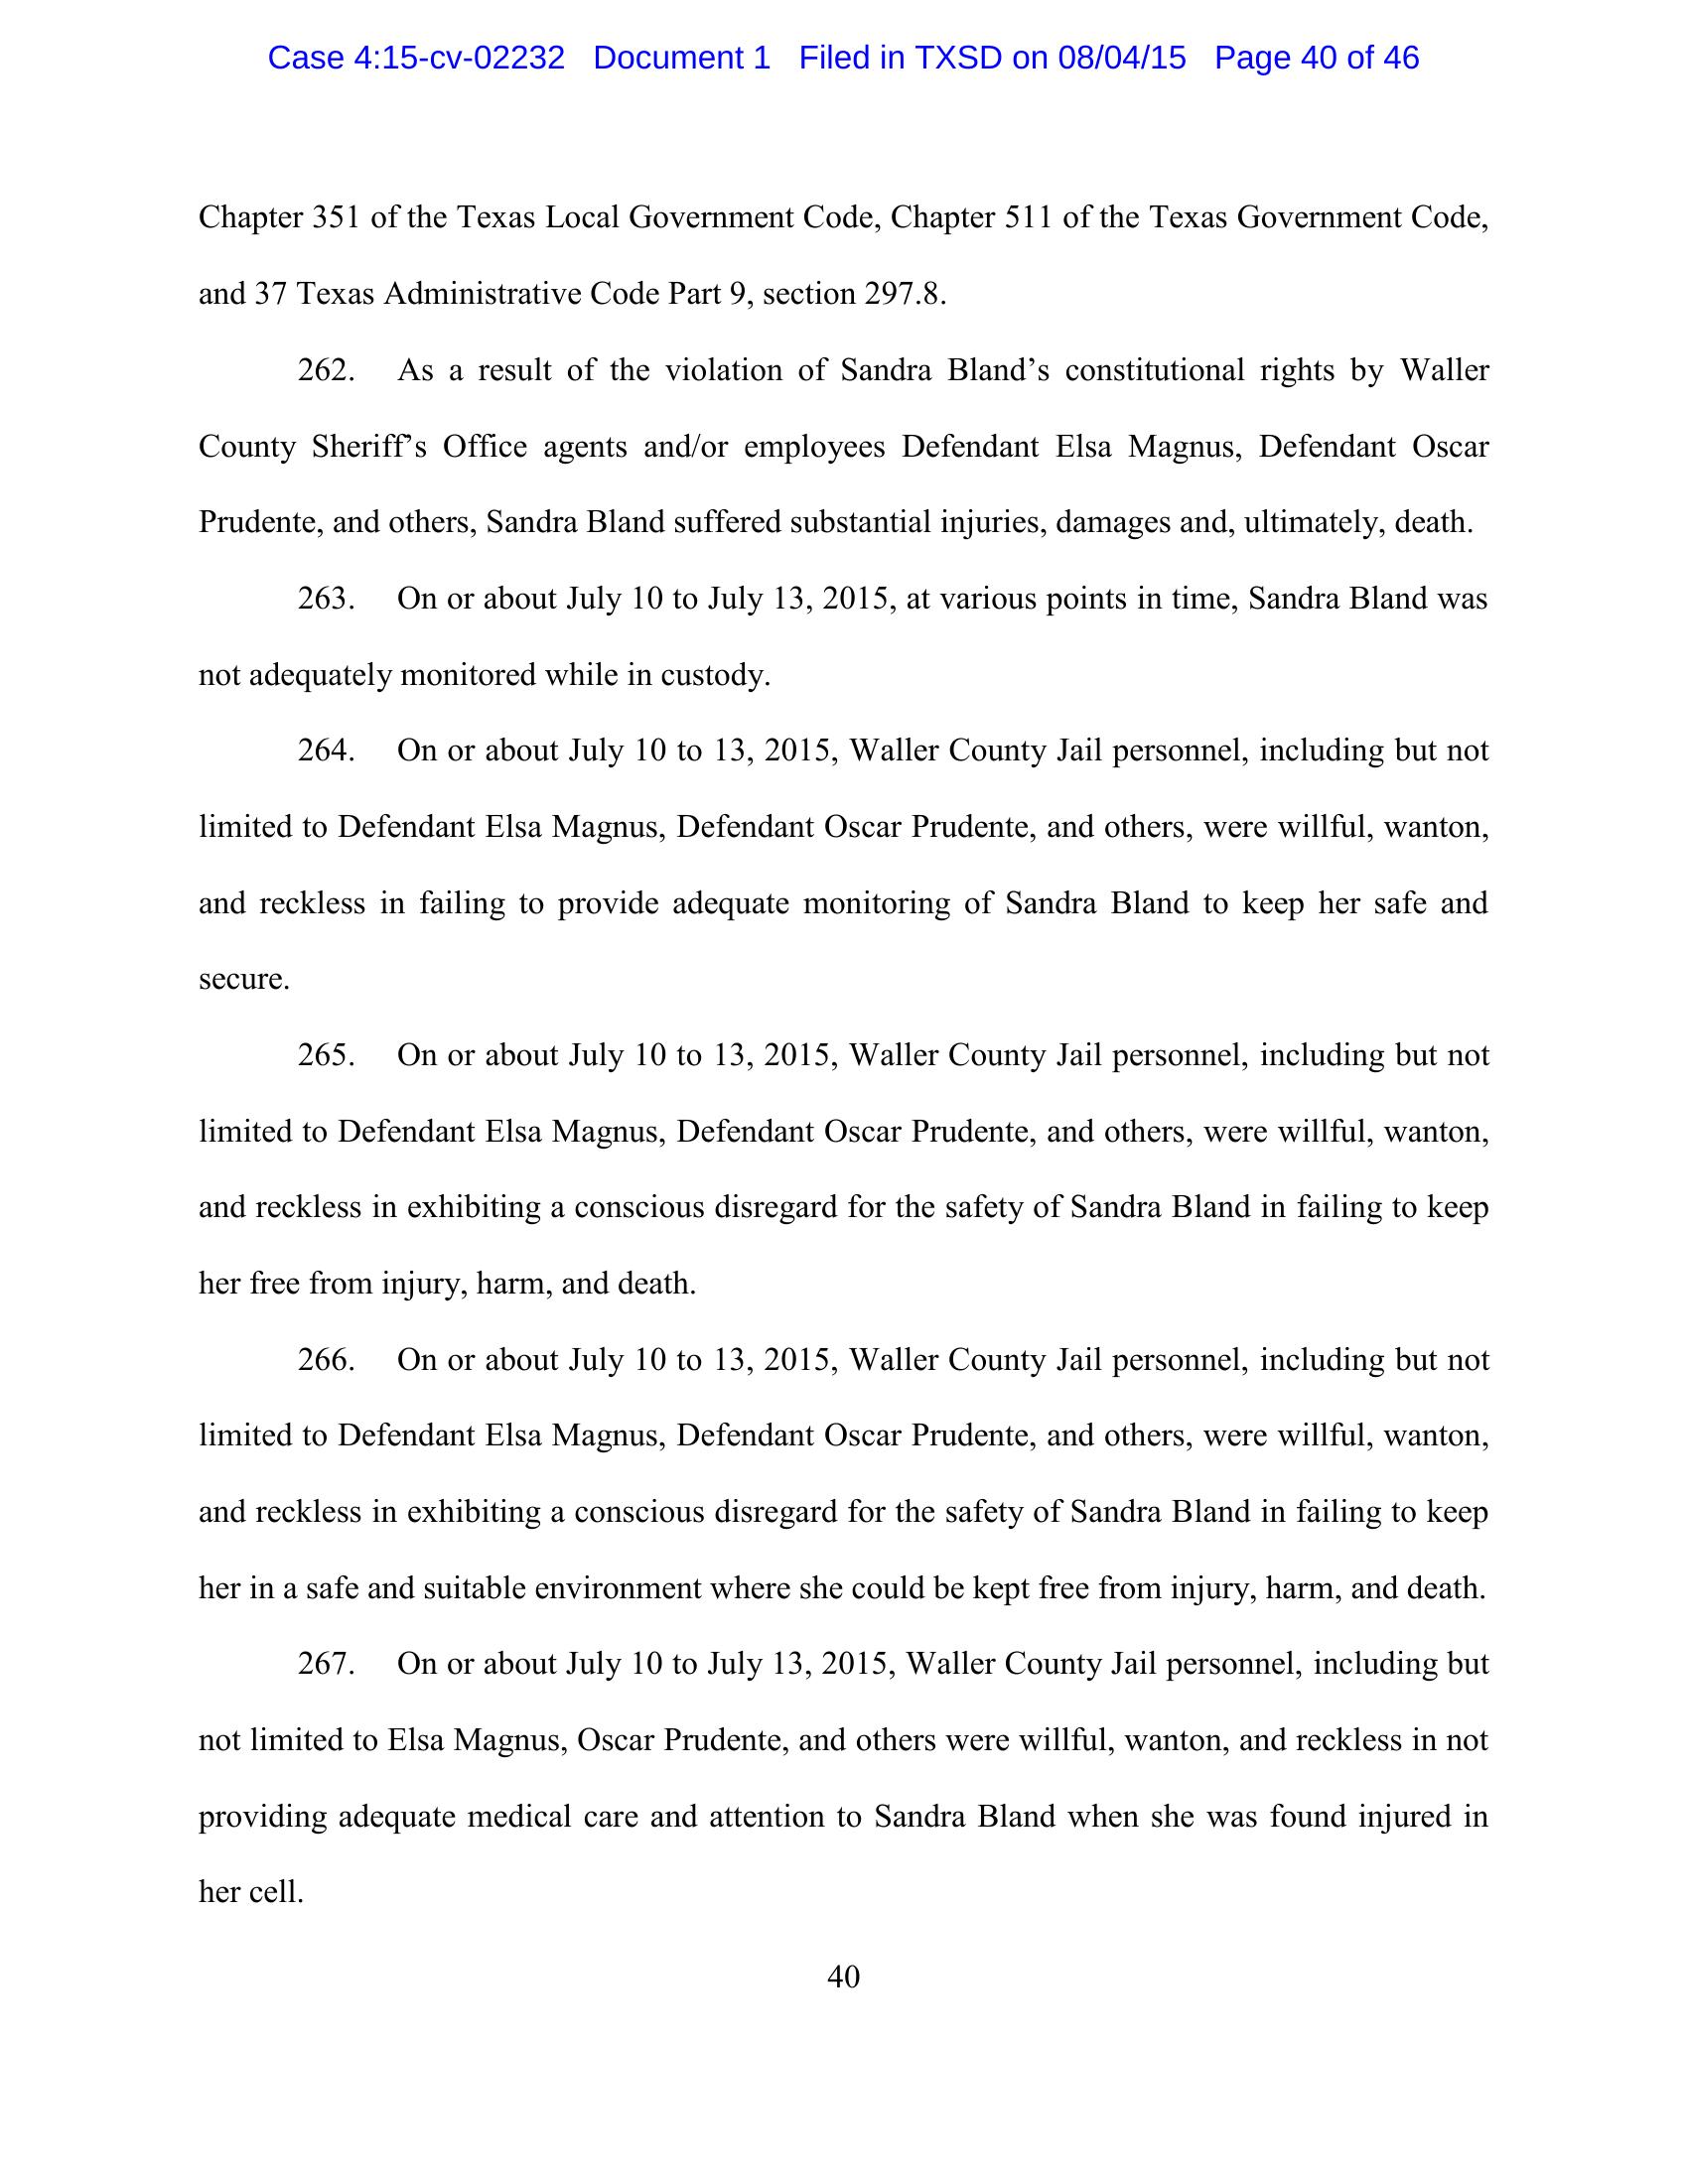 Case 4:15-cv-02232 Document 1 Filed in TXSD on 08/04/15 Page 40 of 46
Chapter 351 of the Texas Local Government Code, Chapter 511 of the Texas Government Code,
and 37 Texas Administrative Code Part 9, section 297.8.
262. As a result of the violation of Sandra Bland’s constitutional rights by Waller
County Sheriff’s Office agents and/or employees Defendant Elsa Magnus, Defendant Oscar
Prudente, and others, Sandra Bland suffered substantial injuries, damages and, ultimately, death.
263. On or about July 10 to July 13, 2015, at various points in time, Sandra Bland was
not adequately monitored while in custody.
264. On or about July 10 to 13, 2015, Waller County Jail personnel, including but not
limited to Defendant Elsa Magnus, Defendant Oscar Prudente, and others, were willful, wanton,
and reckless in failing to provide adequate monitoring of Sandra Bland to keep her safe and
secure.
265. On or about July 10 to 13, 2015, Waller County Jail personnel, including but not
limited to Defendant Elsa Magnus, Defendant Oscar Prudente, and others, were willful, wanton,
and reckless in exhibiting a conscious disregard for the safety of Sandra Bland in failing to keep
her free from injury, harm, and death.
266. On or about July 10 to 13, 2015, Waller County Jail personnel, including but not
limited to Defendant Elsa Magnus, Defendant Oscar Prudente, and others, were willful, wanton,
and reckless in exhibiting a conscious disregard for the safety of Sandra Bland in failing to keep
her in a safe and suitable environment where she could be kept free from injury, harm, and death.
267. On or about July 10 to July 13, 2015, Waller County Jail personnel, including but
not limited to Elsa Magnus, Oscar Prudente, and others were willful, wanton, and reckless in not
providing adequate medical care and attention to Sandra Bland when she was found injured in
her cell.
40